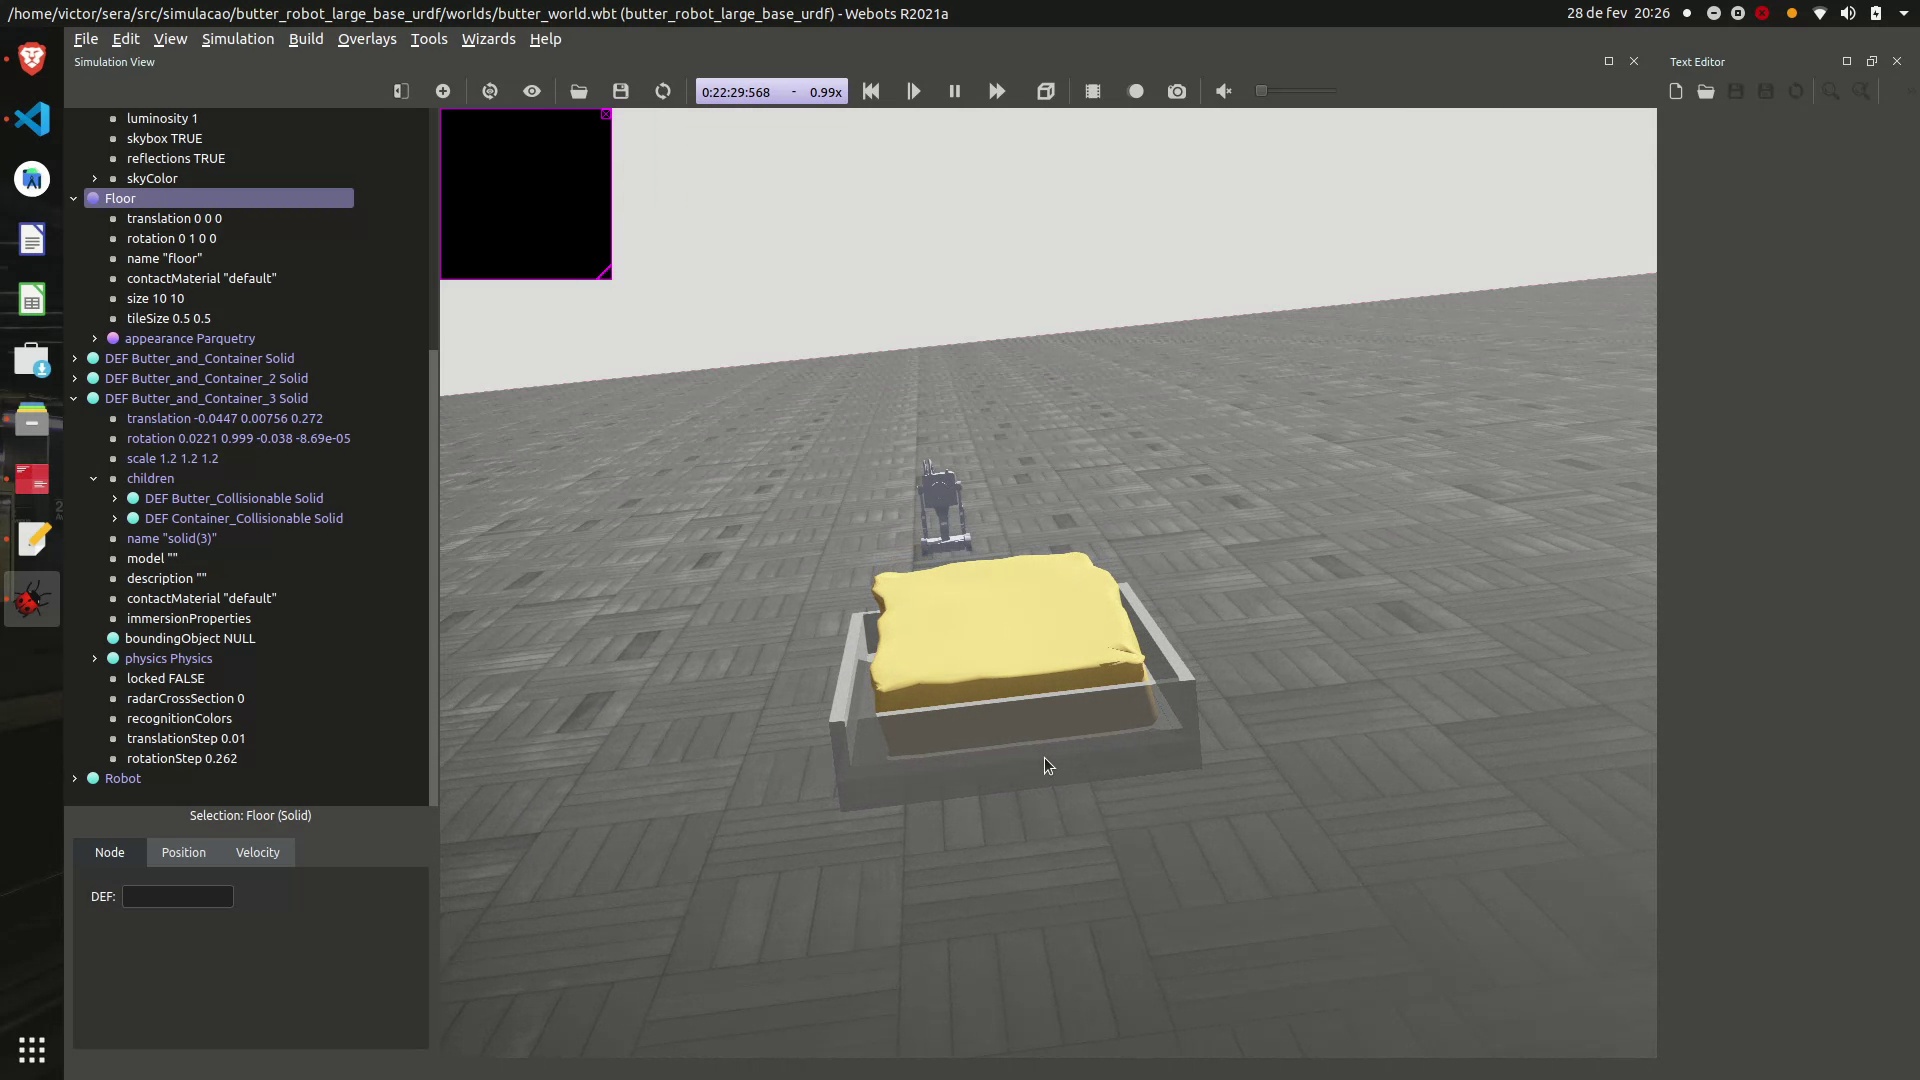 /home/victor/sera/src/simulacao/butter_robot_large_base_urdf/worlds/butter_world.wbt (butter_robot_large_base_urdf) - Webots R2021a
28 de fev 20:26
File Edit View Simulation Build Overlays Tools Wizards Help
Simulation View
Text Editor
0:22:29:568 - 0.99x
luminosity 1
skybox TRUE
reflections TRUE
skyColor
Floor
translation 0 0 0
rotation 0 1 0 0
name "floor"
contactMaterial "default"
size 10 10
tileSize 0.5 0.5
appearance Parquetry
DEF Butter_and_Container Solid
DEF Butter_and_Container_2 Solid
DEF Butter_and_Container_3 Solid
translation -0.0447 0.00756 0.272
rotation 0.0221 0.999 -0.038 -8.69e-05
scale 1.2 1.2 1.2
children
DEF Butter_Collisionable Solid
DEF Container_Collisionable Solid
name "solid(3)"
model ""
description ""
contactMaterial "default"
immersionProperties
boundingObject NULL
physics Physics
locked FALSE
radarCrossSection 0
recognitionColors
translationStep 0.01
rotationStep 0.262
Robot
Selection: Floor (Solid)
Node Position Velocity
DEF: